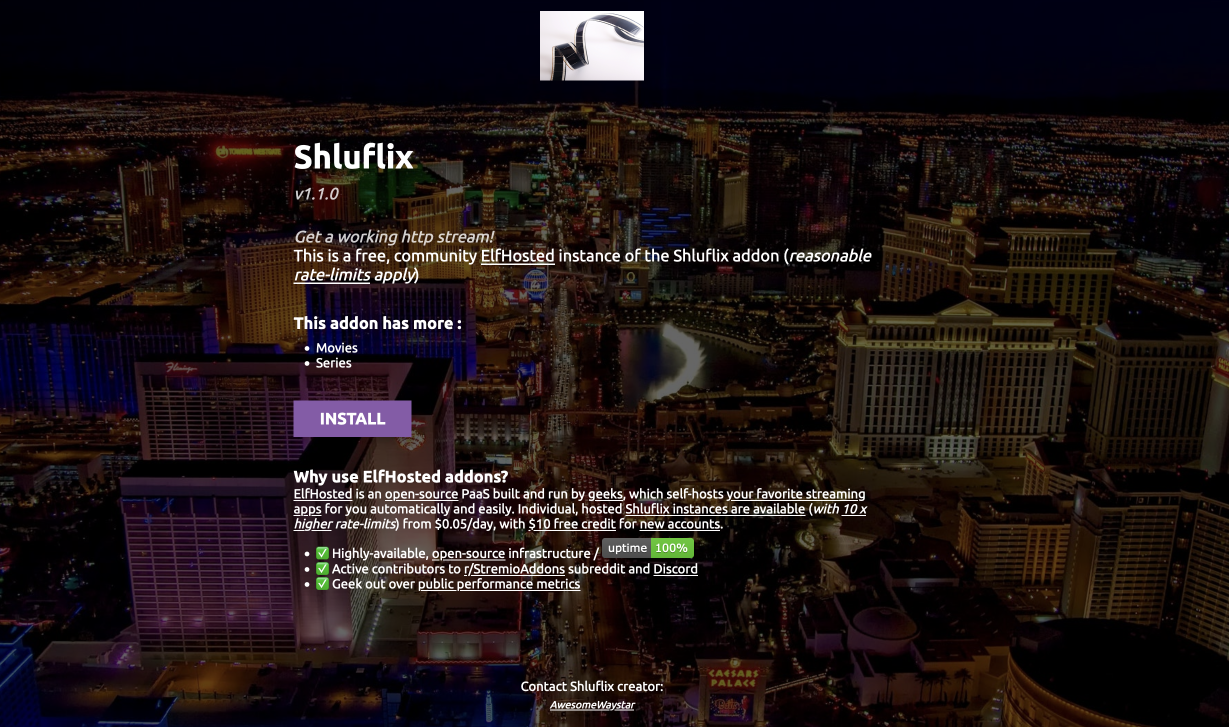 Shluflix
v1.1.0
Get a working http stream!
This is a free, community ElfHosted instance of the Shluflix addon (reasonable
rate-limits apply)
This addon has more :
Movies
Series
Flamingo
INSTALL
Why use ElfHosted addons?
ElfHosted is an open-source PaaS built and run by geeks, which self-hosts your favorite streaming
apps for you automatically and easily. Individual, hosted Shluflix instances are available (with 10 x
higher rate-limits) from $0.05/day, with $10 free credit for new accounts.
✅ Highly-available, open-source infrastructure / uptime 100%
✅ Active contributors to r/StremioAddons subreddit and Discord
✅ Geek out over public performance metrics
CAESARS
PALACE
Contact Shluflix creator:
AwesomeWaystar